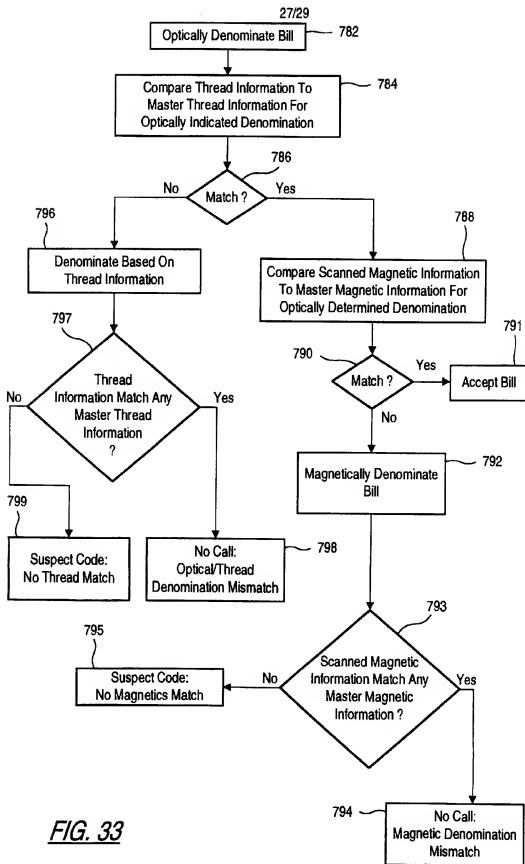 27/29
Optically Denominate Bill
782
Compare Thread Information To
Master Thread Information For
Optically Indicated Denomination
784
786
No
Match ?
Yes
796
Denominate Based On
Thread Information
788
Compare Scanned Magnetic Information
To Master Magnetic Information For
Optically Determined Denomination
797
Thread
Information Match Any
Master Thread
Information
?
No
Yes
790
Match ?
Yes
No
791
Accept Bill
792
Magnetically Denominate
Bill
799
Suspect Code:
No Thread Match
No Call:
Optical/Thread
Denomination Mismatch
798
793
Scanned Magnetic
Information Match Any
Master Magnetic
Information ?
No
Yes
795
Suspect Code:
No Magnetics Match
794
No Call:
Magnetic Denomination
Mismatch
FIG. 33